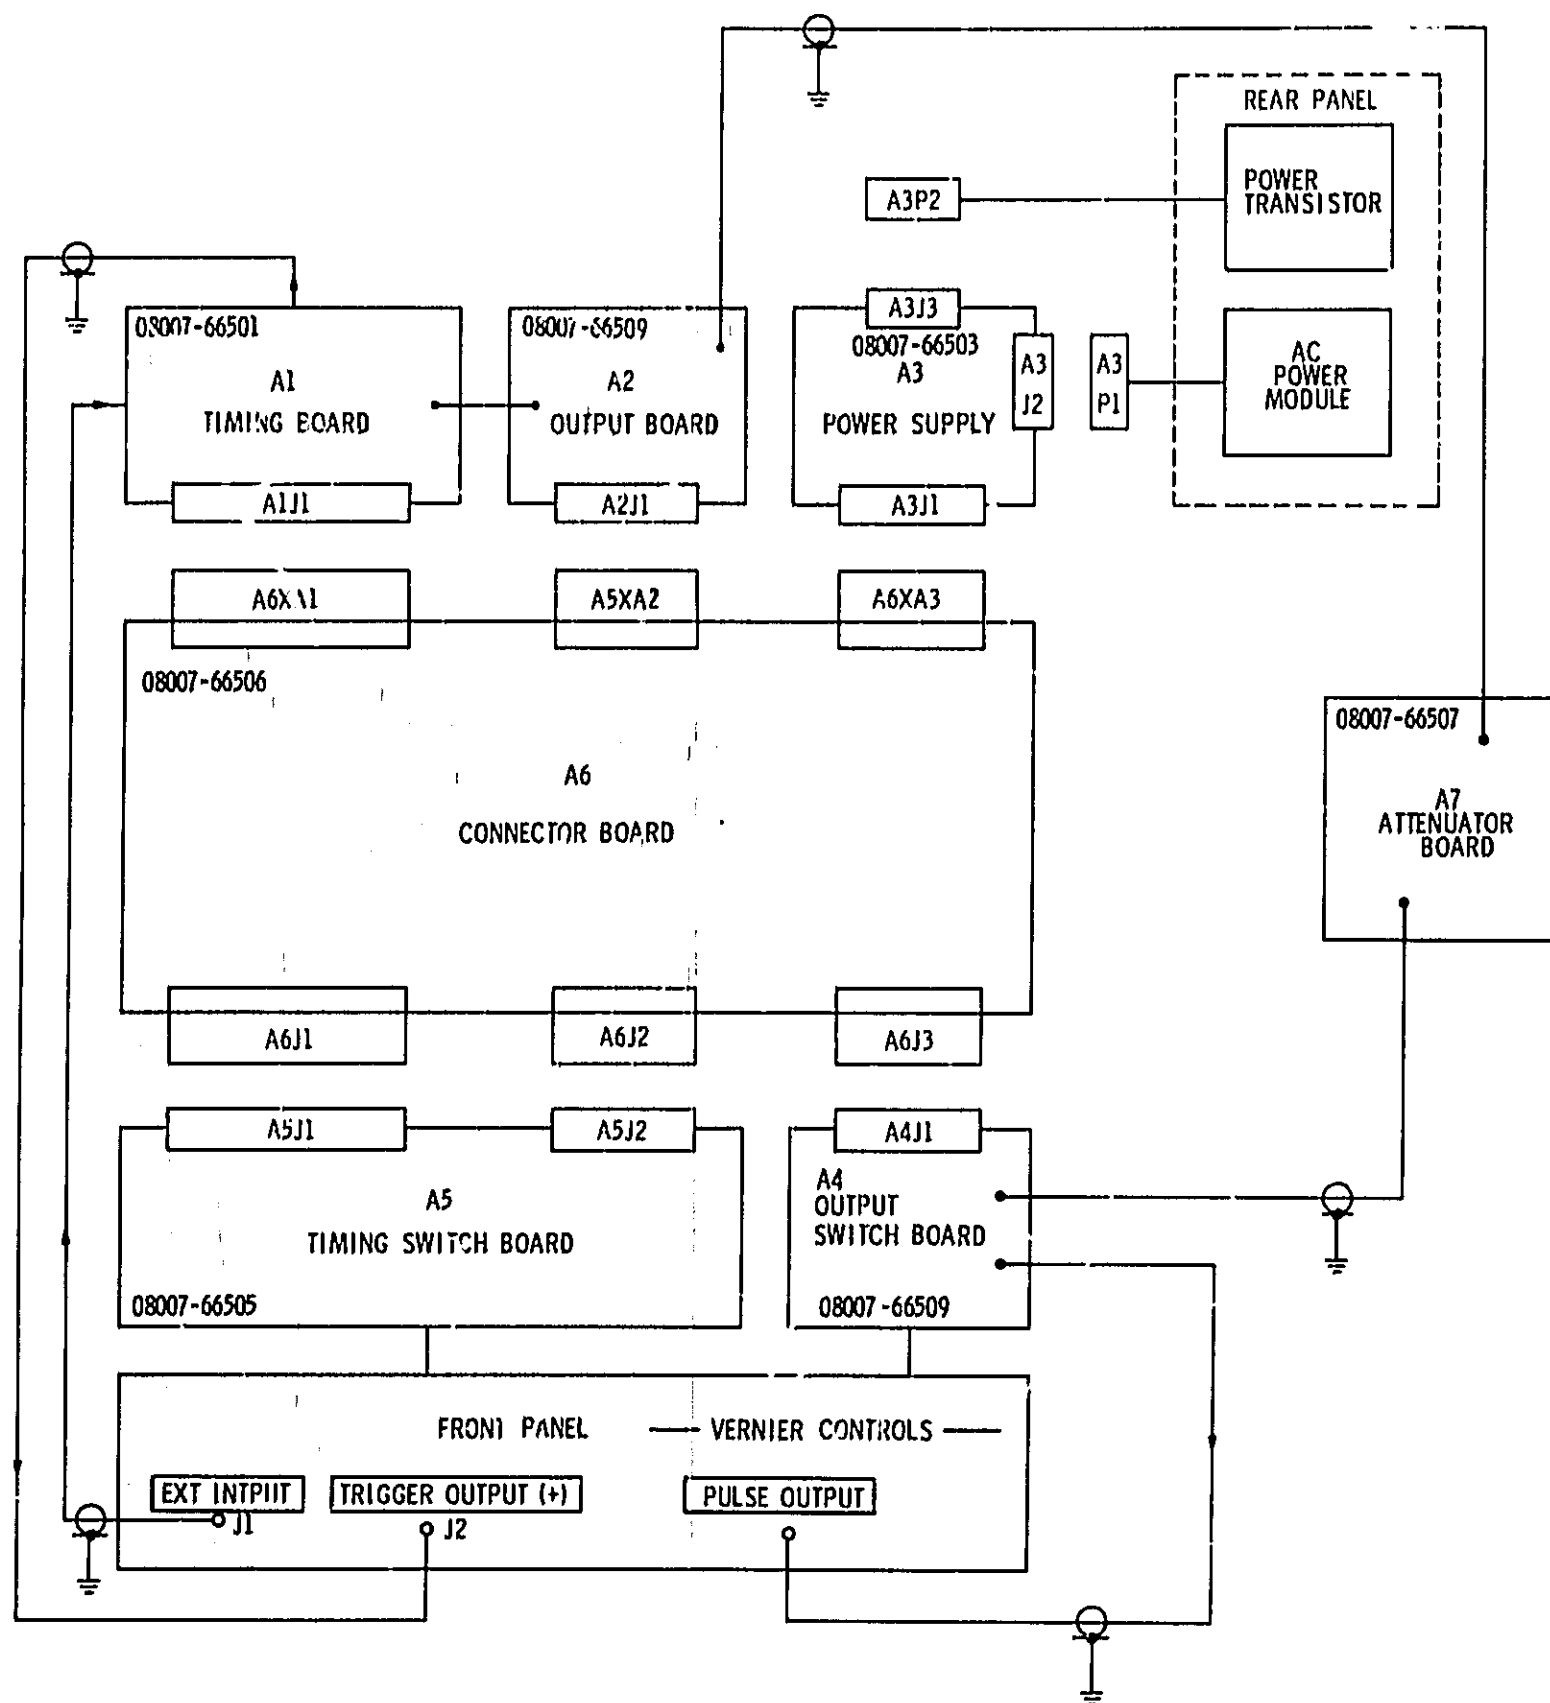 REAR PANEL
POWER
TRANSISTOR
A3P2
08007-66501
A1
TIMING BOARD
A1J1
08007-66509
A2
OUTPUT BOARD
A2J1
A3J3
08007-66503
A3
POWER SUPPLY
A3
J2
A3J1
A3
P1
AC
POWER
MODULE
A6XA1
A5XA2
A6XA3
08007-66506
A6
CONNECTOR BOARD
08007-66507
A7
ATTENUATOR
BOARD
A6J1
A6J2
A6J3
A5J1
A5J2
A4J1
A5
TIMING SWITCH BOARD
08007-66505
A4
OUTPUT
SWITCH BOARD
08007-66509
FRONT PANEL
VERNIER CONTROLS
EXT INTPUT
J1
TRIGGER OUTPUT (+)
J2
PULSE OUTPUT